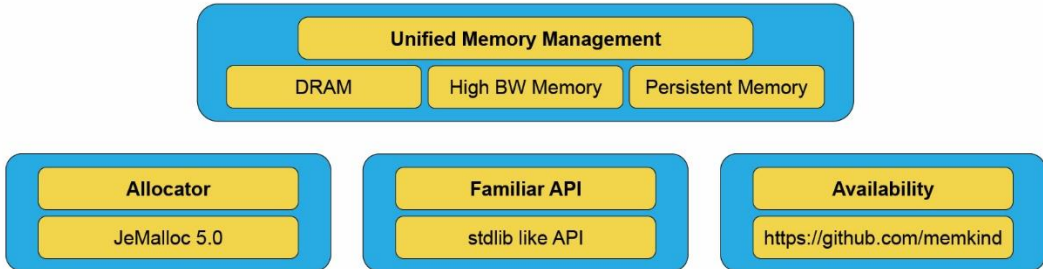 Unified Memory Management
DRAM
High BW Memory
Persistent Memory
Allocator
JeMalloc 5.0
Familiar API
stdlib like API
Availability
https://github.com/memkind